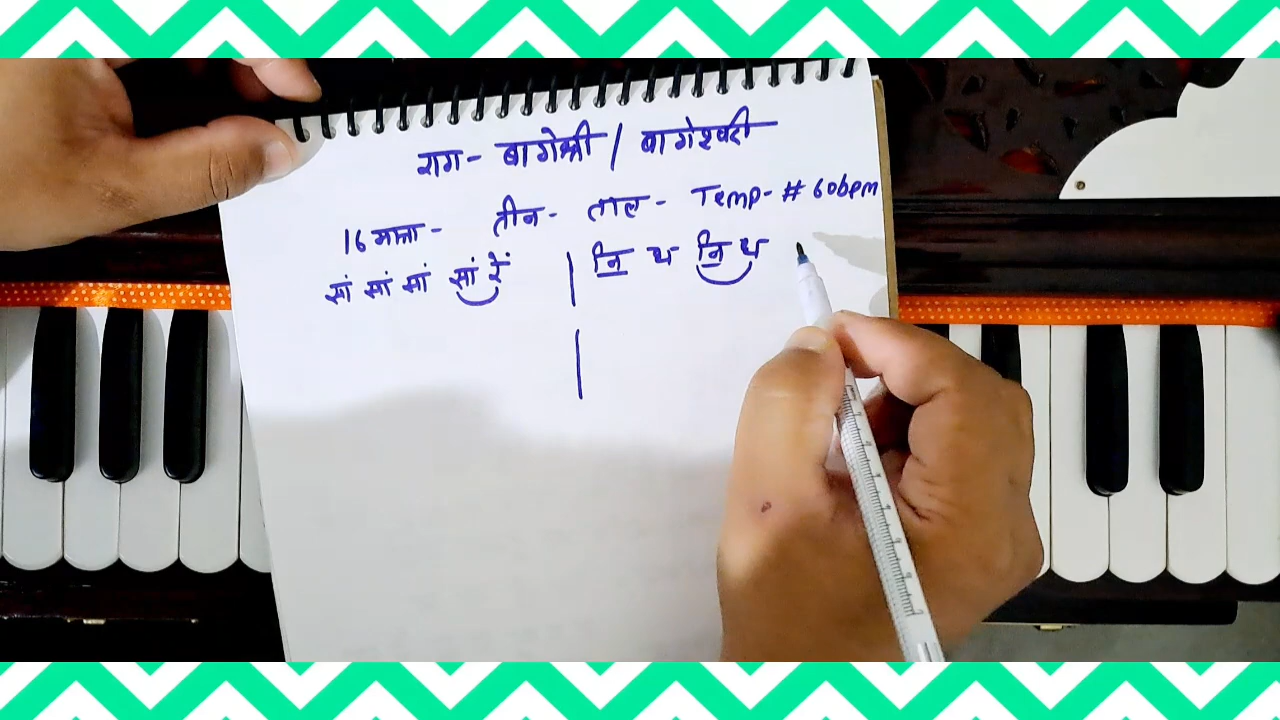 राग - बागेश्री / बागेश्वरी
16 मात्रा - तीन - ताल - Temp - # 60bpm
सां सां सां सां रें | नि ध नि ध
|